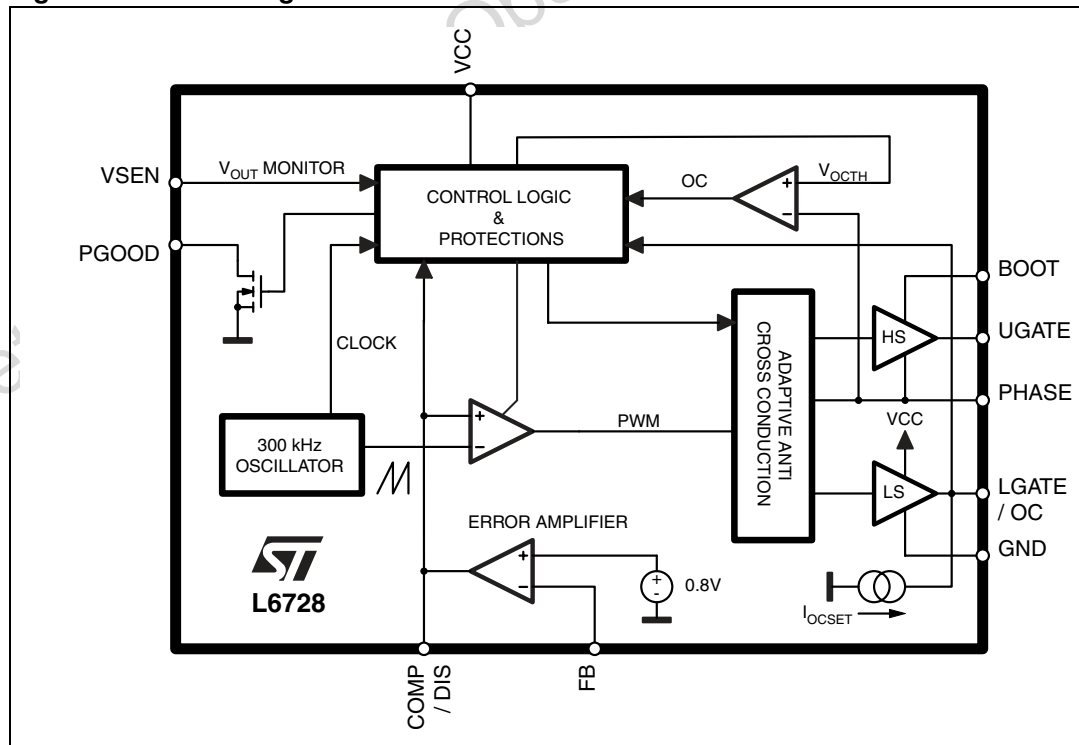 VCC
VSEN
VOUT MONITOR
PGOOD
CONTROL LOGIC
&
PROTECTIONS
OC
+
−
VOCTH
BOOT
UGATE
PHASE
VCC
LGATE
/ OC
GND
HS
LS
ADAPTIVE ANTI
CROSS CONDUCTION
CLOCK
300 kHz
OSCILLATOR
+
−
PWM
ERROR AMPLIFIER
+
−
+
-
0.8V
IOCSET
ST
L6728
COMP
/ DIS
FB